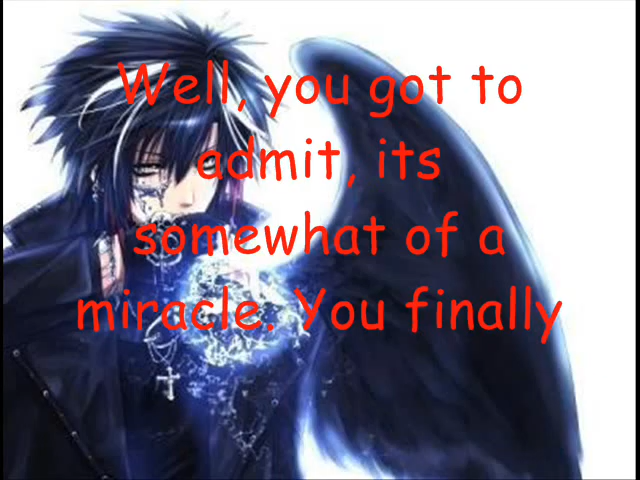 Well, you got to
admit, its
somewhat of a
miracle. You finally